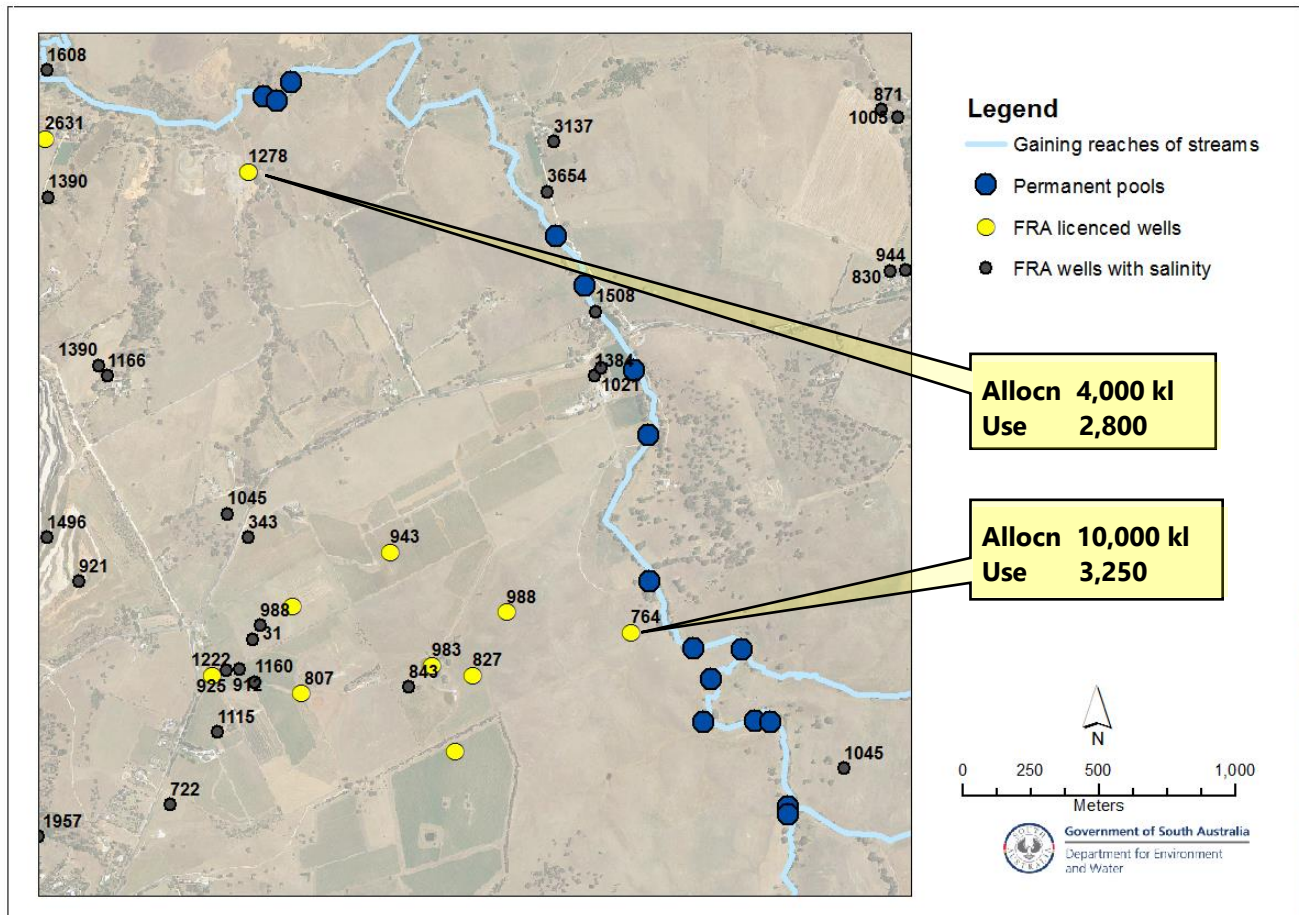 1608
2631
1278
1390
3137
3654
871
1005
944
830
1508
1384
1021
1390
1166
1045
343
1496
921
943
988
31
988
764
1222
925
912
1160
807
983
827
843
1115
722
1957
1045
Legend
Gaining reaches of streams
Permanent pools
FRA licenced wells
FRA wells with salinity
Allocn 4,000 kl
Use 2,800
Allocn 10,000 kl
Use 3,250
N
0 250 500 1,000
Meters
Government of South Australia
Department for Environment
and Water